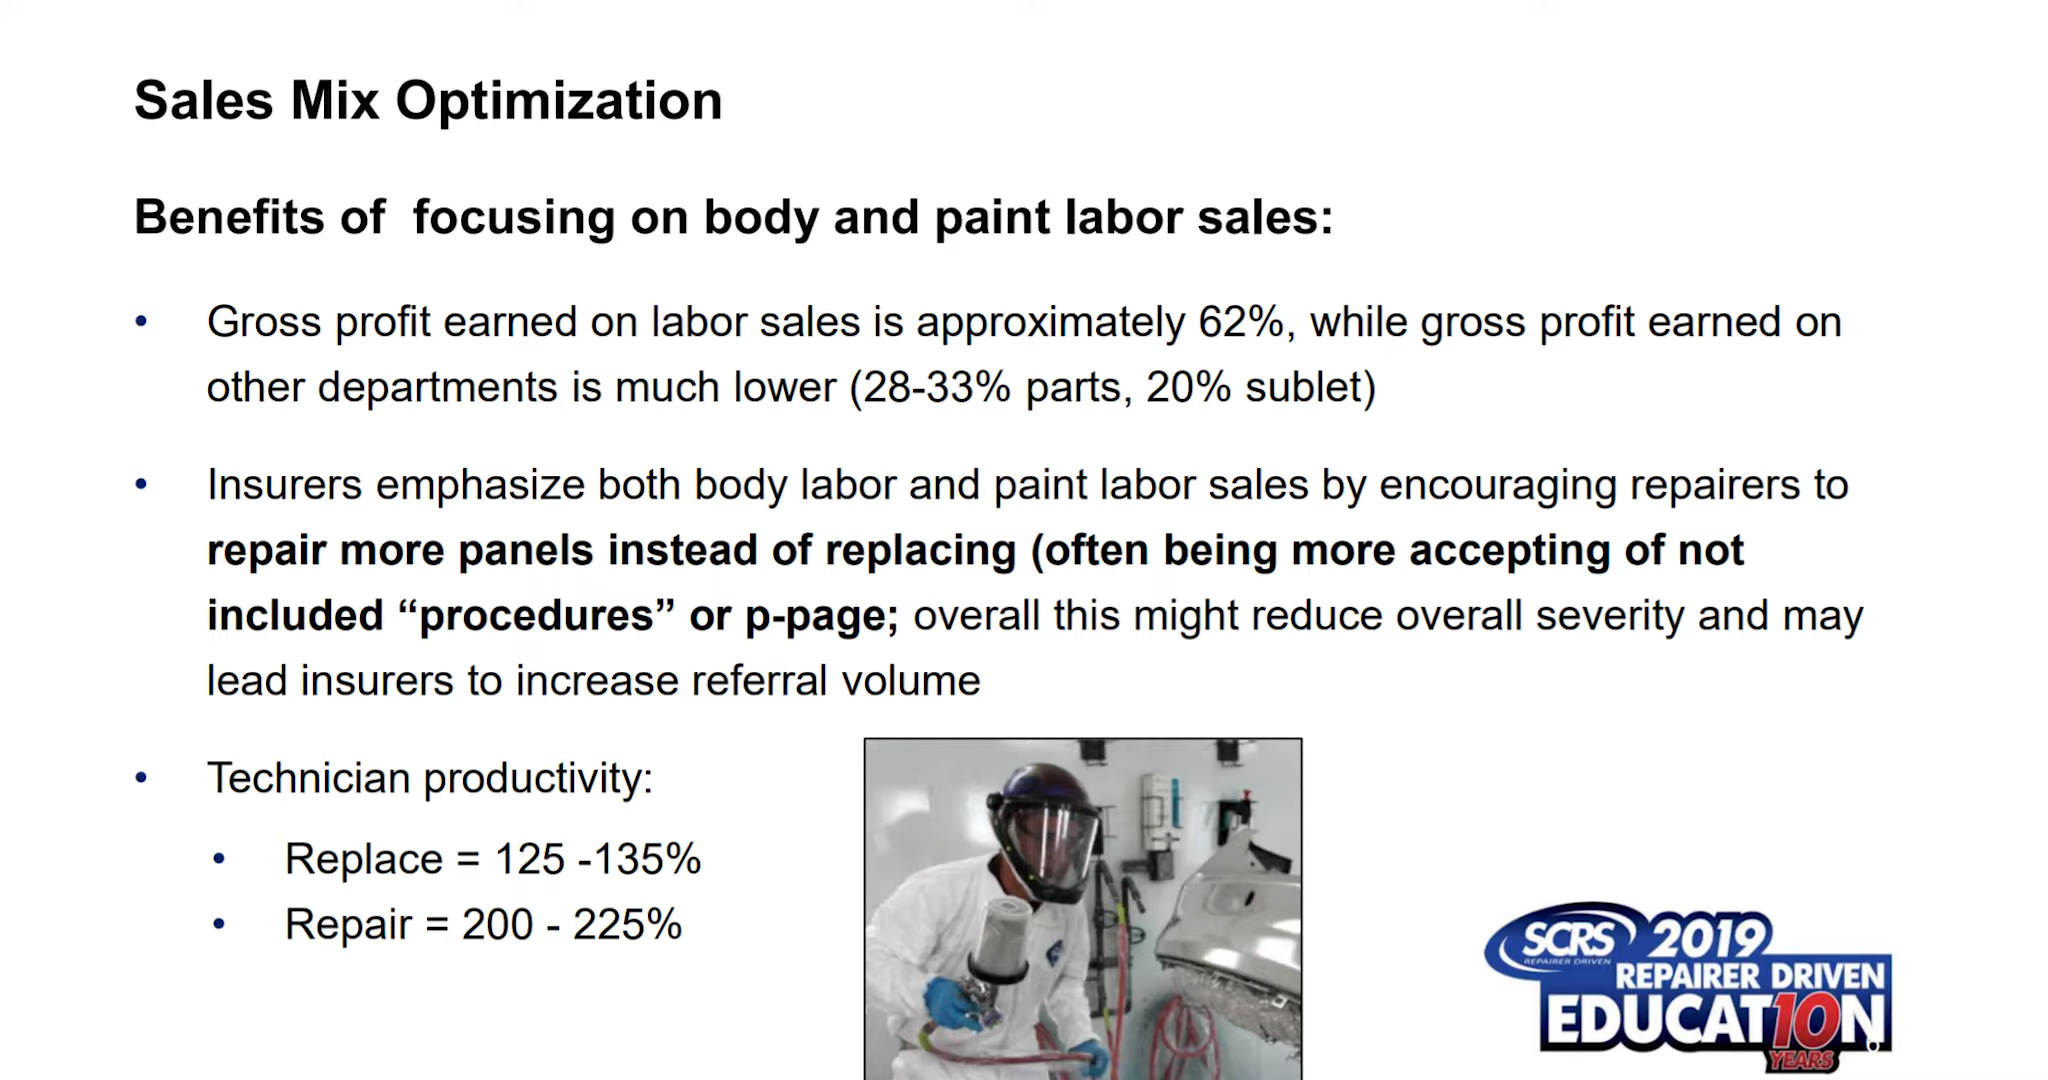 Sales Mix Optimization
Benefits of  focusing on body and paint labor sales:
• Gross profit earned on labor sales is approximately 62%, while gross profit earned on
other departments is much lower (28-33% parts, 20% sublet)
• Insurers emphasize both body labor and paint labor sales by encouraging repairers to
repair more panels instead of replacing (often being more accepting of not
included “procedures” or p-page; overall this might reduce overall severity and may
lead insurers to increase referral volume
• Technician productivity:
• Replace = 125 -135%
• Repair = 200 - 225%
SCRS 2019
REPAIRER DRIVEN
REPAIRER DRIVEN
EDUCAT10N
YEARS